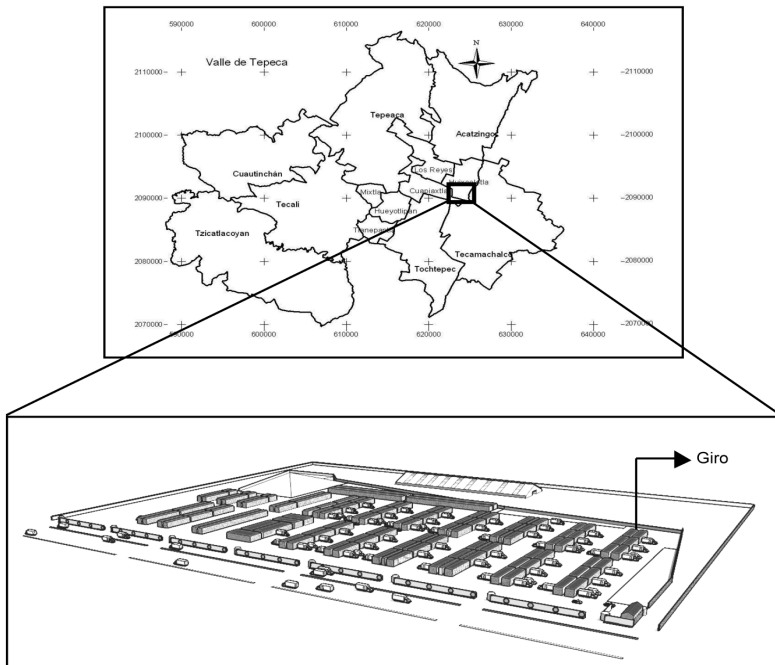 590000 600000 610000 620000 630000 640000
Valle de Tepeca
N
2110000 -2110000
Tepeaca
Acatzingo
2100000 -2100000
Los Reyes
Cuautinchán
Mixtla Cuapiaxtla
2090000 -2090000
Tecali
Hueyotlipan
Tzicatlacoyan
Tecamachalco
2080000 -2080000
Tochtepec
2070000 -2070000
590000 600000 610000 620000 630000 640000
Giro